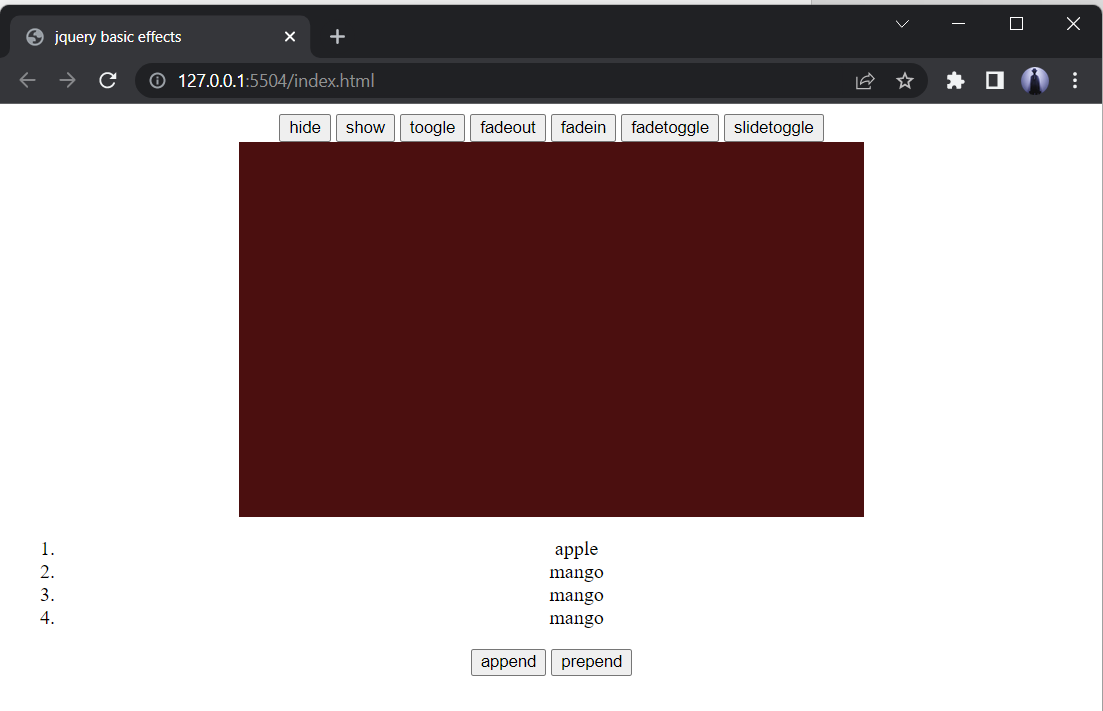 jquery basic effects
127.0.0.1:5504/index.html
hide show toogle fadeout fadein fadetoggle slidetoggle
1. apple
2. mango
3. mango
4. mango
append prepend